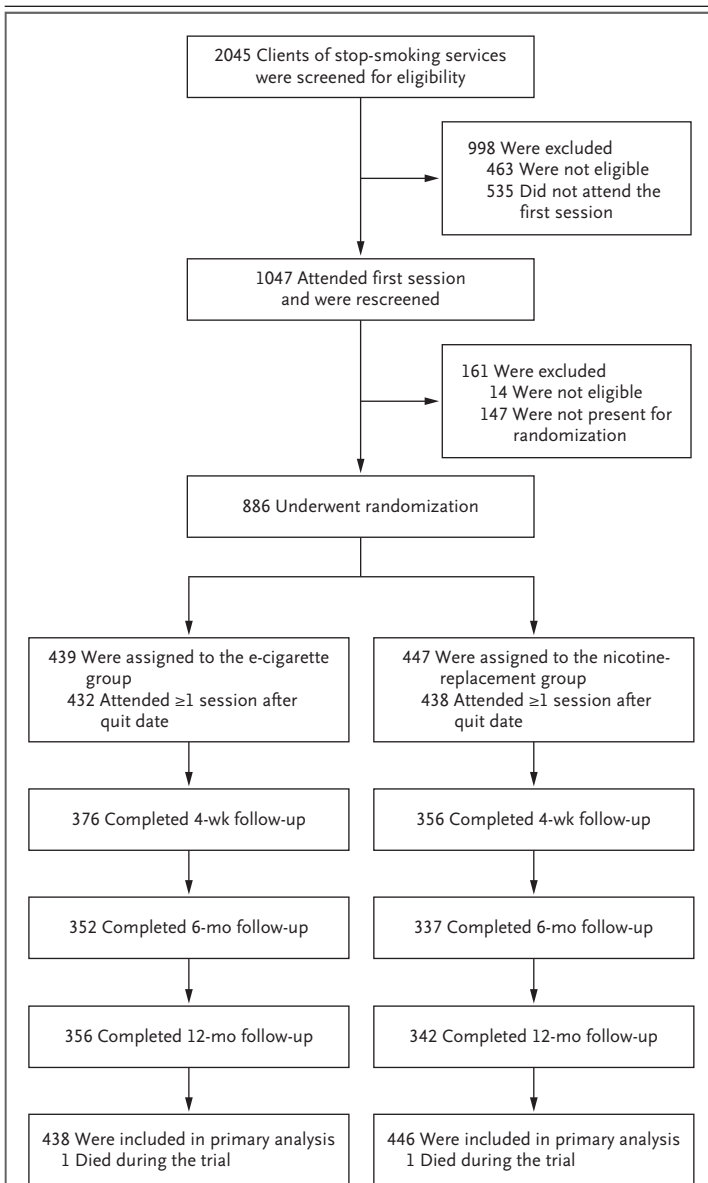 2045 Clients of stop-smoking services
were screened for eligibility
998 Were excluded
463 Were not eligible
535 Did not attend the
first session
1047 Attended first session
and were rescreened
161 Were excluded
14 Were not eligible
147 Were not present for
randomization
886 Underwent randomization
439 Were assigned to the e-cigarette
group
432 Attended ≥1 session after
quit date
447 Were assigned to the nicotine-
replacement group
438 Attended ≥1 session after
quit date
376 Completed 4-wk follow-up
356 Completed 4-wk follow-up
352 Completed 6-mo follow-up
337 Completed 6-mo follow-up
356 Completed 12-mo follow-up
342 Completed 12-mo follow-up
438 Were included in primary analysis
1 Died during the trial
446 Were included in primary analysis
1 Died during the trial